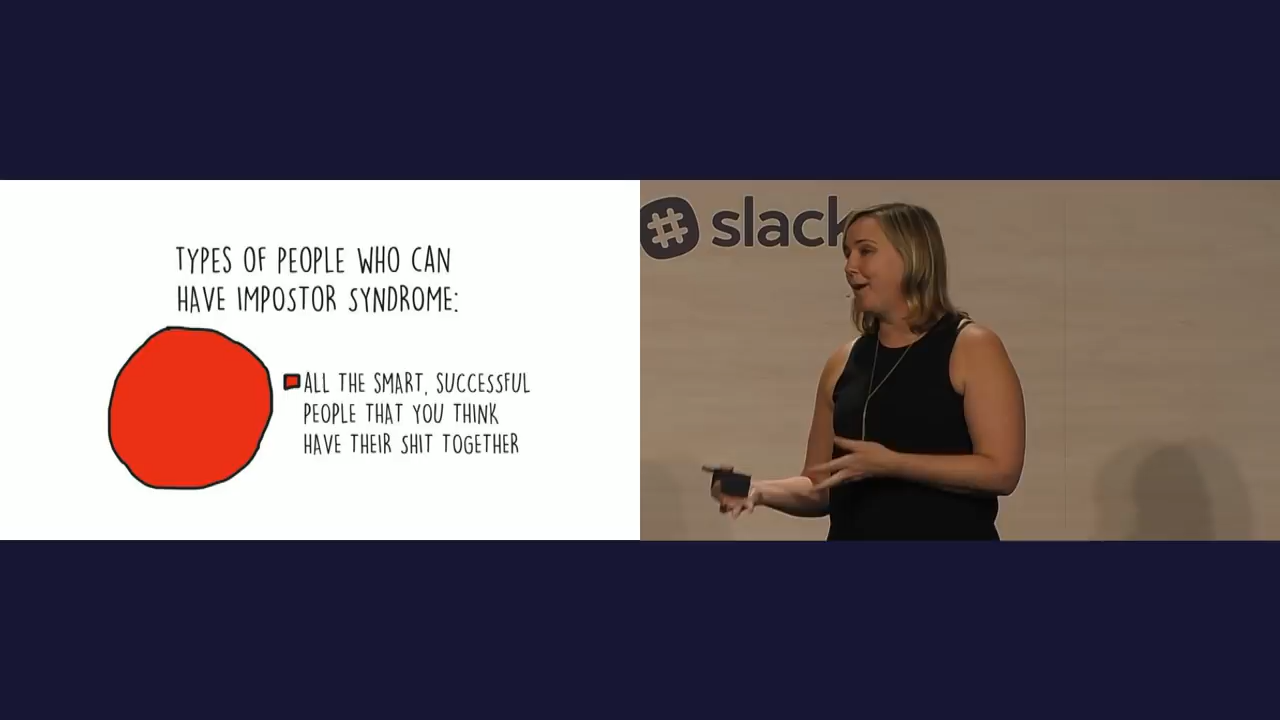 TYPES OF PEOPLE WHO CAN
HAVE IMPOSTOR SYNDROME:
ALL THE SMART, SUCCESSFUL
PEOPLE THAT YOU THINK
HAVE THEIR SHIT TOGETHER
slack